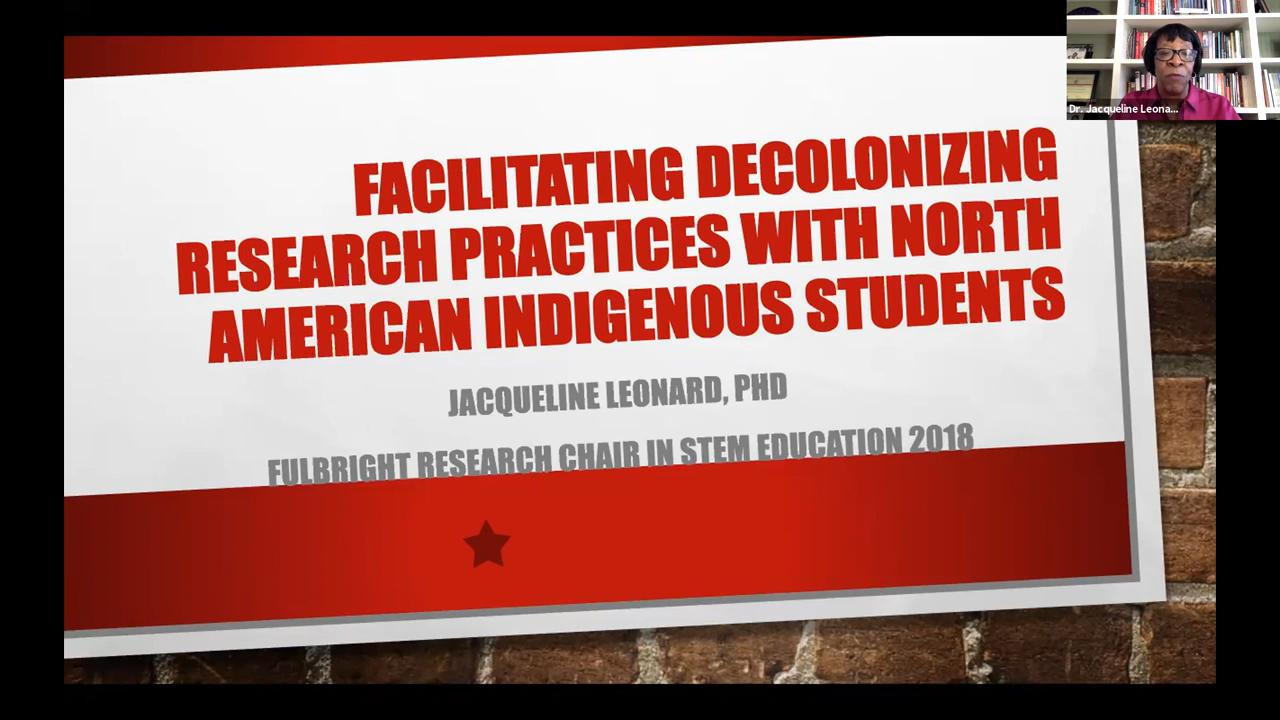 Dr. Jacqueline Leona...
FACILITATING DECOLONIZING
RESEARCH PRACTICES WITH NORTH
AMERICAN INDIGENOUS STUDENTS
JACQUELINE LEONARD, PHD
FULBRIGHT RESEARCH CHAIR IN STEM EDUCATION 2018